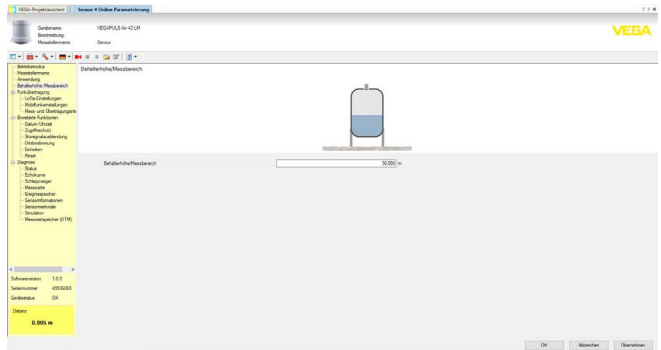 VEGA-Projektassistent
Sensor # Online Parametrierung
Gerätename: VEGAPULS Air 42 LM
Beschreibung:
Messstellenname: Sensor
VEGA
Betriebsmodus
Messstellenname
Anwendung
Behälterhöhe/Messbereich
Funkübertragung
LoRa-Einstellungen
Mobilfunkeinstellungen
Mess- und Übertragungsinte
Erweiterte Funktionen
Datum/Uhrzeit
Zugriffsschutz
Störsignalausblendung
Ortsbestimmung
Einheiten
Reset
Diagnose
Status
Echokurve
Schleppzeiger
Messwerte
Ereignisspeicher
Sensorinformationen
Sensormerkmale
Simulation
Messwertspeicher (DTM)
Behälterhöhe/Messbereich
Behälterhöhe/Messbereich 30,000 m
Softwareversion 1.0.0
Seriennummer
Gerätestatus OK
Distanz
0,805 m
OK Abbrechen Übernehmen